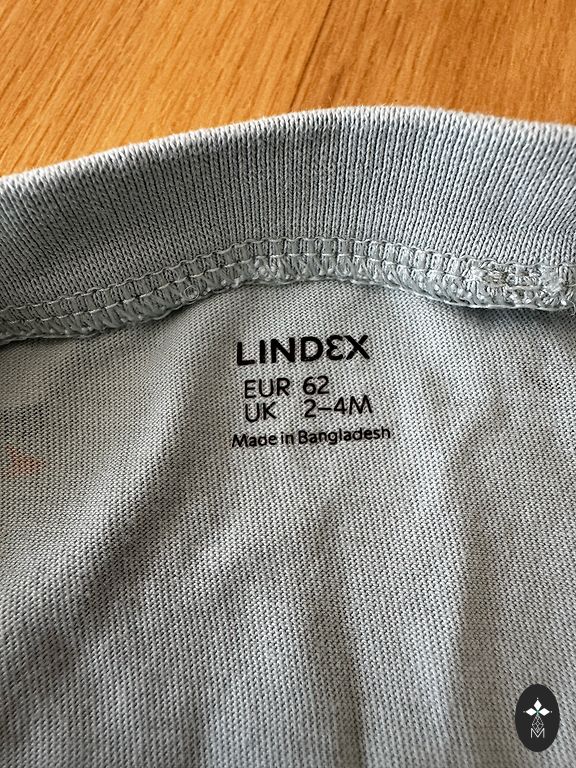 LINDEX
EUR 62
UK 2–4M
Made in Bangladesh
M